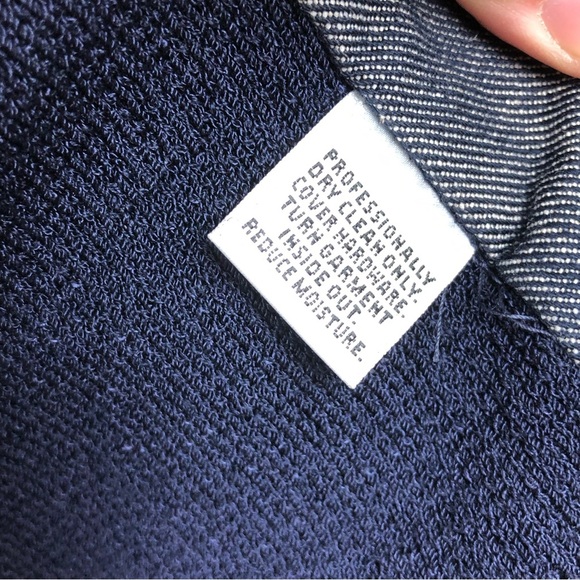 PROFESSIONALLY
DRY CLEAN ONLY.
COVER HARDWARE.
TURN GARMENT
INSIDE OUT.
REDUCE MOISTURE.